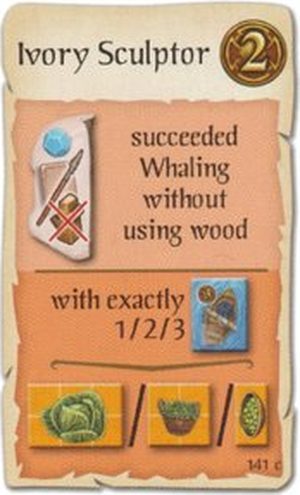 Ivory Sculptor 2
succeeded
Whaling
without
using wood
with exactly
1/2/3
/ /
141 c